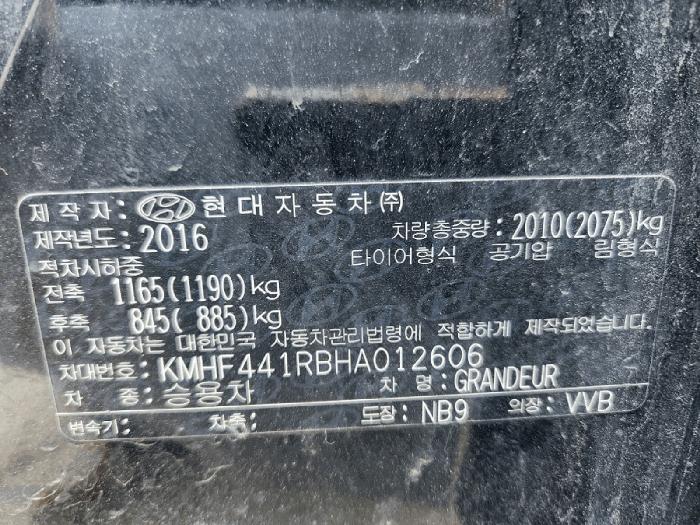 제 작 자 : 현대자동차㈜
제작년도 : 2016 차량총중량 : 2010(2075)kg
적차시하중 타이어형식 공기압 림형식
전축 1165(1190)kg
후축 845( 885)kg
이 자동차는 대한민국 자동차관리법령에 적합하게 제작되었음.
차대번호 : KMHF441RBHA012606
차 종 : 승용차 차 명 : GRANDEUR
변속기 : 차축 : 도장 : NB9 의장 : VVB